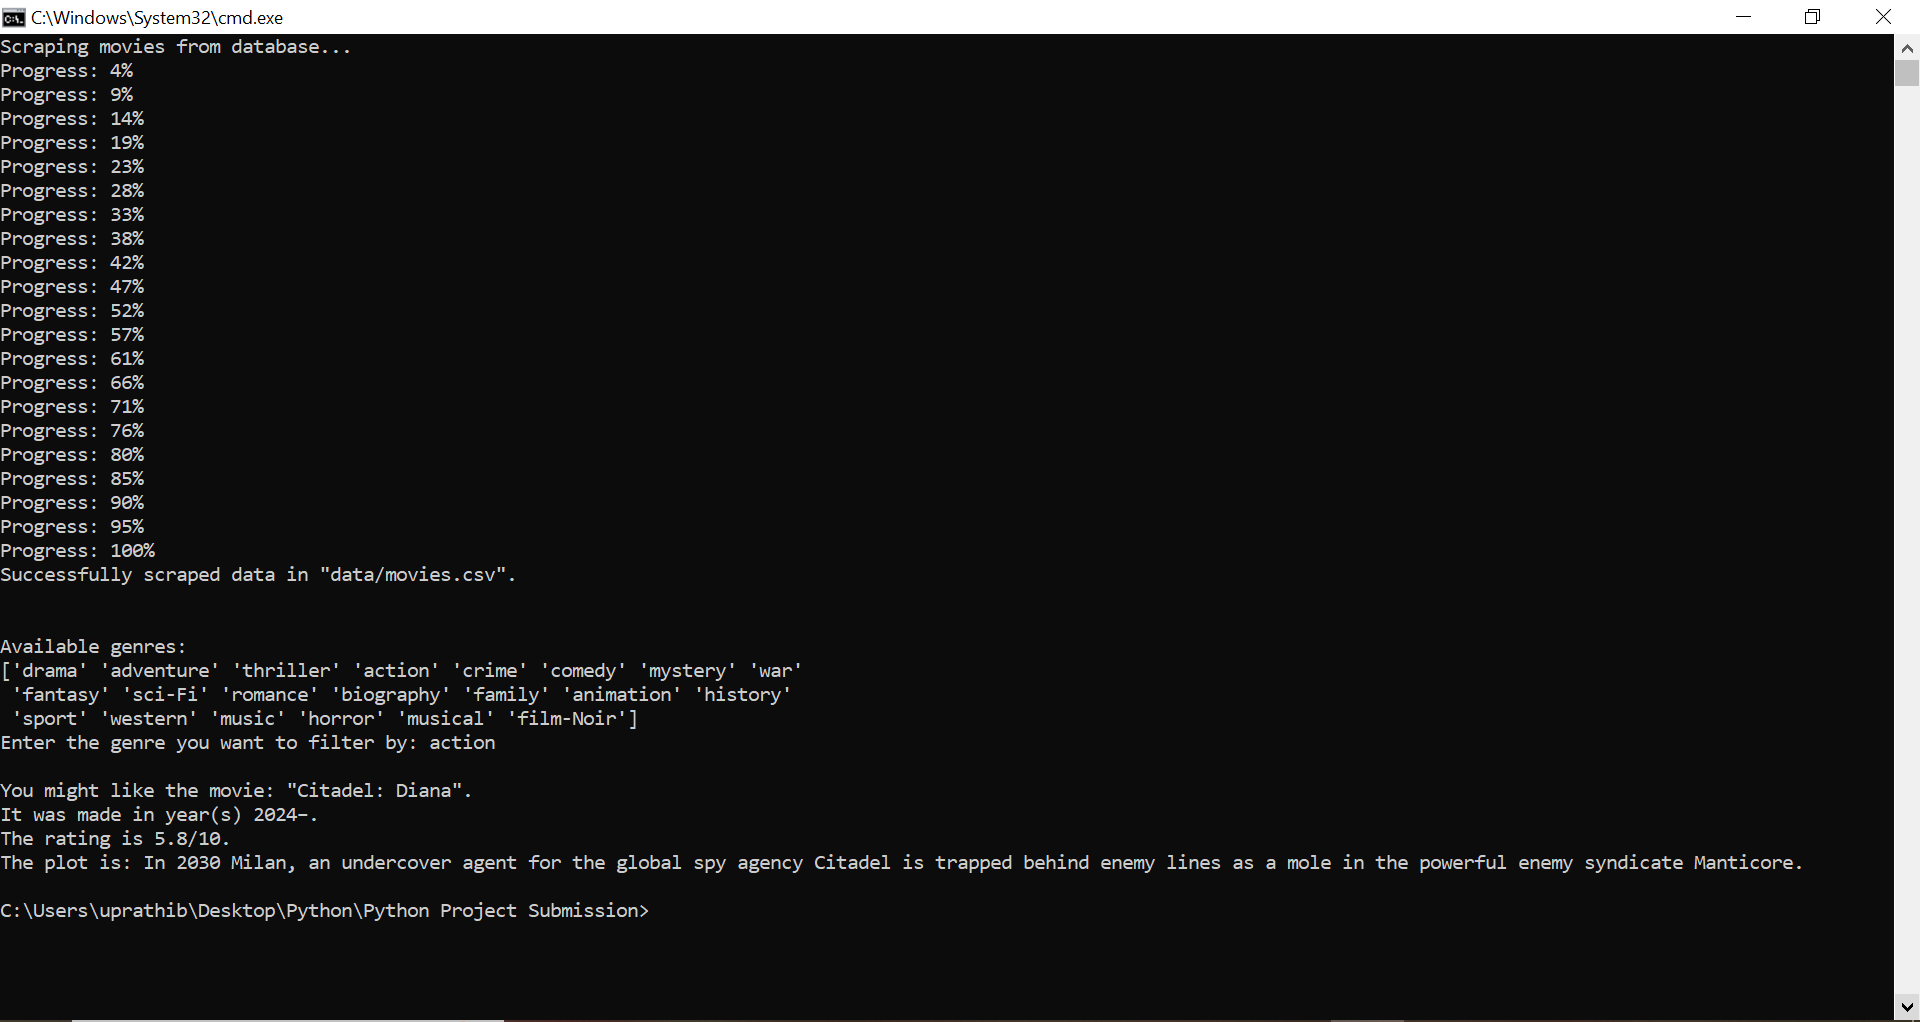 C:\Windows\System32\cmd.exe
Scraping movies from database...
Progress: 4%
Progress: 9%
Progress: 14%
Progress: 19%
Progress: 23%
Progress: 28%
Progress: 33%
Progress: 38%
Progress: 42%
Progress: 47%
Progress: 52%
Progress: 57%
Progress: 61%
Progress: 66%
Progress: 71%
Progress: 76%
Progress: 80%
Progress: 85%
Progress: 90%
Progress: 95%
Progress: 100%
Successfully scraped data in "data/movies.csv".
Available genres:
['drama' 'adventure' 'thriller' 'action' 'crime' 'comedy' 'mystery' 'war'
 'fantasy' 'sci-Fi' 'romance' 'biography' 'family' 'animation' 'history'
 'sport' 'western' 'music' 'horror' 'musical' 'film-Noir']
Enter the genre you want to filter by: action
You might like the movie: "Citadel: Diana".
It was made in year(s) 2024–.
The rating is 5.8/10.
The plot is: In 2030 Milan, an undercover agent for the global spy agency Citadel is trapped behind enemy lines as a mole in the powerful enemy syndicate Manticore.
C:\Users\uprathib\Desktop\Python\Python Project Submission>